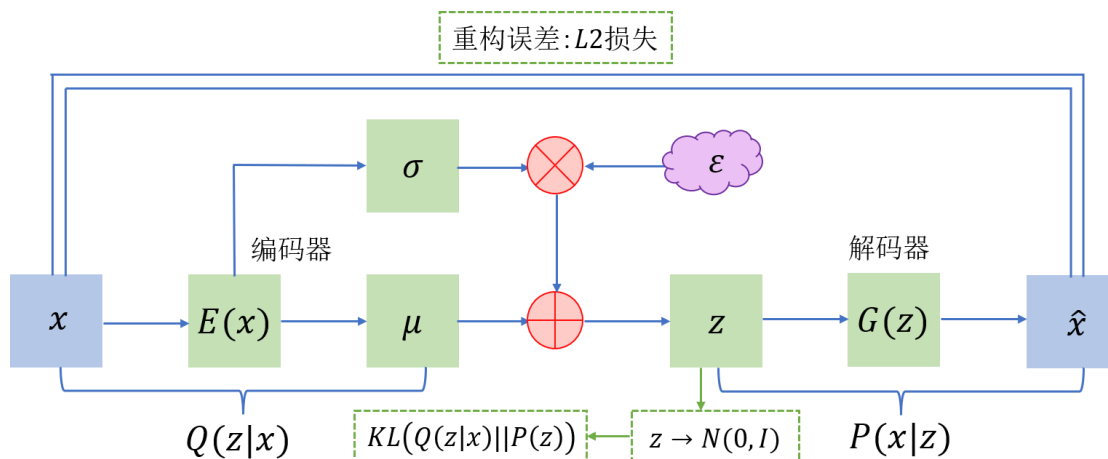 重构误差:L2损失
σ
ε
编码器
解码器
x
E(x)
μ
z
G(z)
x̂
Q(z|x)
KL(Q(z|x)||P(z))
z → N(0, I)
P(x|z)